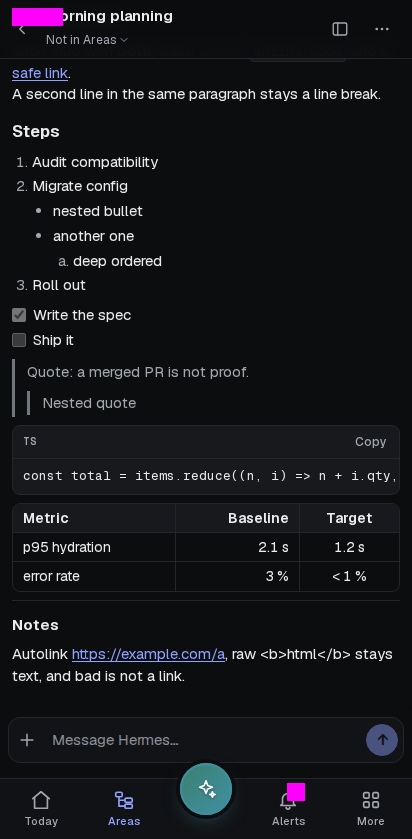 orning planning
Not in Areas
safe link.
A second line in the same paragraph stays a line break.
Steps
1. Audit compatibility
2. Migrate config
• nested bullet
• another one
a. deep ordered
3. Roll out
Write the spec
Ship it
Quote: a merged PR is not proof.
Nested quote
TS Copy
const total = items.reduce((n, i) => n + i.qty,
Metric Baseline Target
p95 hydration 2.1 s 1.2 s
error rate 3 % < 1 %
Notes
Autolink https://example.com/a, raw <b>html</b> stays
text, and bad is not a link.
Message Hermes...
Today Areas Alerts More